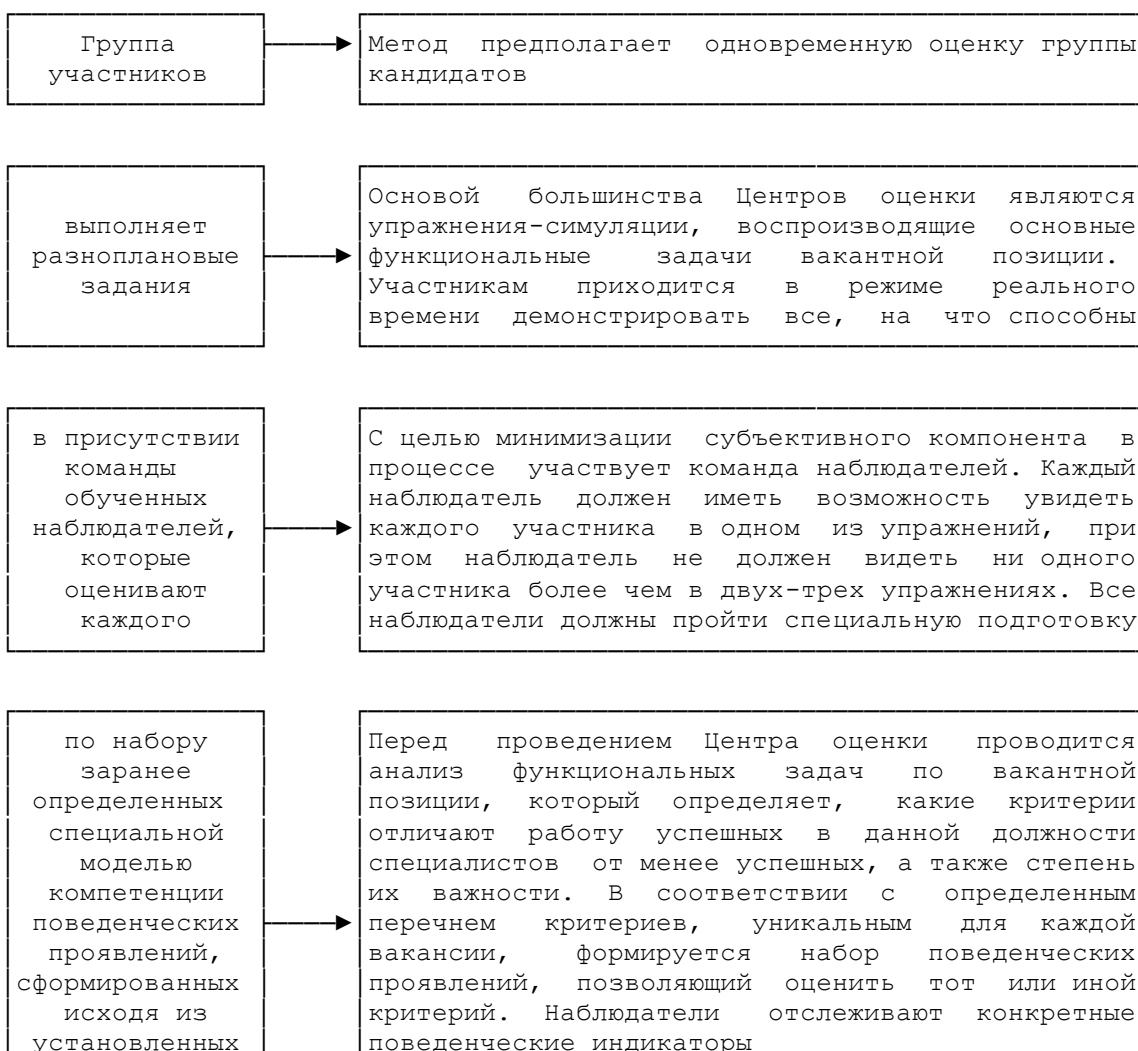 Группа
участников
Метод предполагает одновременную оценку группы
кандидатов
выполняет
разноплановые
задания
Основой большинства Центров оценки являются
упражнения-симуляции, воспроизводящие основные
функциональные задачи вакантной позиции.
Участникам приходится в режиме реального
времени демонстрировать все, на что способны
в присутствии
команды
обученных
наблюдателей,
которые
оценивают
каждого
С целью минимизации субъективного компонента в
процессе участвует команда наблюдателей. Каждый
наблюдатель должен иметь возможность увидеть
каждого участника в одном из упражнений, при
этом наблюдатель не должен видеть ни одного
участника более чем в двух-трех упражнениях. Все
наблюдатели должны пройти специальную подготовку
по набору
заранее
определенных
специальной
моделью
компетенции
поведенческих
проявлений,
сформированных
исходя из
установленных
Перед проведением Центра оценки проводится
анализ функциональных задач по вакантной
позиции, который определяет, какие критерии
отличают работу успешных в данной должности
специалистов от менее успешных, а также степень
их важности. В соответствии с определенным
перечнем критериев, уникальным для каждой
вакансии, формируется набор поведенческих
проявлений, позволяющий оценить тот или иной
критерий. Наблюдатели отслеживают конкретные
поведенческие индикаторы